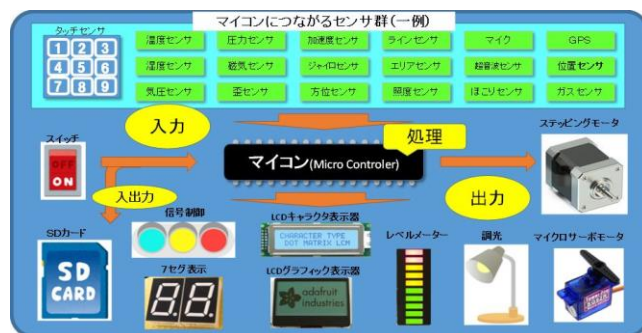 マイコンにつながるセンサ群(一例)
タッチセンサ
1 2 3
4 5 6
7 8 9
温度センサ 圧力センサ 加速度センサ ラインセンサ マイク GPS
湿度センサ 磁気センサ ジャイロセンサ エリアセンサ 超音波センサ 位置センサ
気圧センサ 歪センサ 方位センサ 照度センサ ほこりセンサ ガスセンサ
入力
処理
スイッチ
OFF
ON
マイコン(Micro Controler)
ステッピングモータ
入出力
出力
信号制御
LCDキャラクタ表示器
CHARACTER TYPE
DOT MATRIX LCM
SDカード
レベルメーター
調光
マイクロサーボモータ
SD
CARD
7セグ表示
88
LCDグラフィック表示器
adafruit
industries